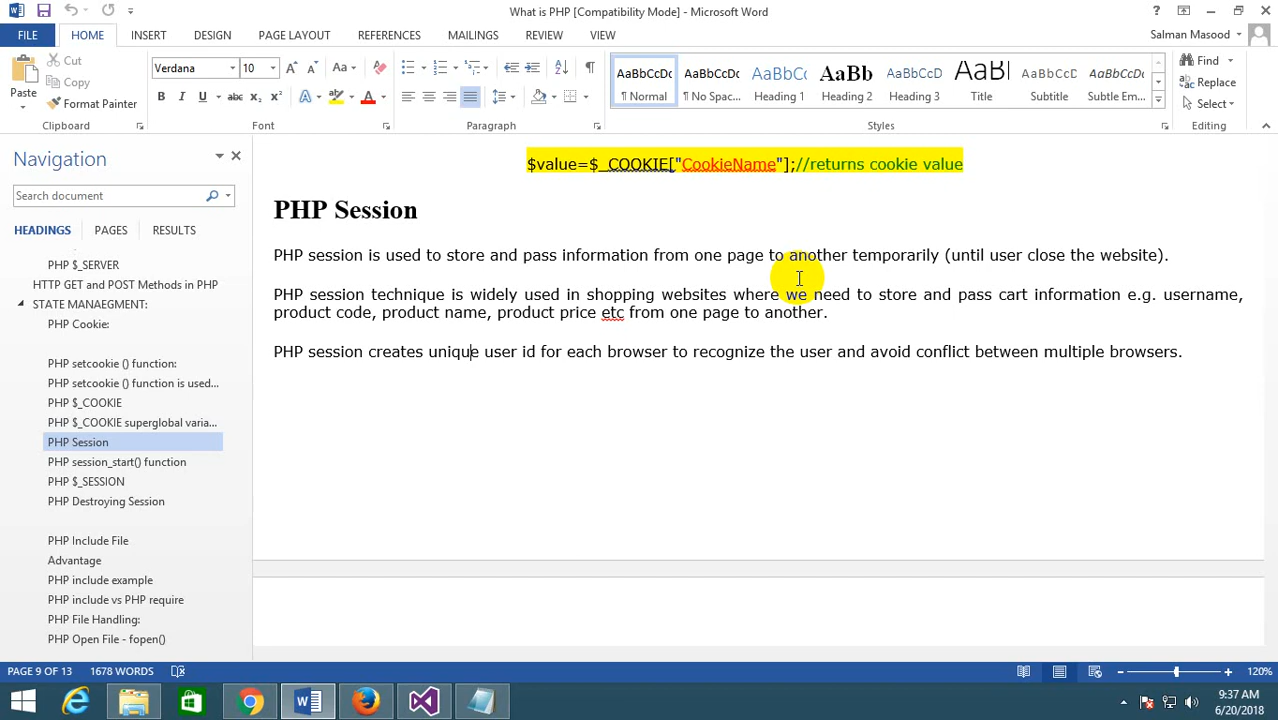 What is PHP [Compatibility Mode] - Microsoft Word
?
FILE HOME INSERT DESIGN PAGE LAYOUT REFERENCES MAILINGS REVIEW VIEW Salman Masood
Paste
Cut
Copy
Format Painter
Clipboard
Verdana 10 Aa
B I U abc x₂ x² A A
Font
Paragraph
AaBbCcDc AaBbCcDc AaBbCc AaBb AaBbCcDc AaBb AaBbCcDc AaBbCcDc
¶ Normal ¶ No Spac... Heading 1 Heading 2 Heading 3 Title Subtitle Subtle Em...
Styles
Find
Replace
Select
Editing
Navigation
Search document
HEADINGS PAGES RESULTS
PHP $_SERVER
HTTP GET and POST Methods in PHP
STATE MANAEGMENT:
PHP Cookie:
PHP setcookie () function:
PHP setcookie () function is used...
PHP $_COOKIE
PHP $_COOKIE superglobal varia...
PHP Session
PHP session_start() function
PHP $_SESSION
PHP Destroying Session
PHP Include File
Advantage
PHP include example
PHP include vs PHP require
PHP File Handling:
PHP Open File - fopen()
$value=$_COOKIE["CookieName"];//returns cookie value
PHP Session
PHP session is used to store and pass information from one page to another temporarily (until user close the website).
PHP session technique is widely used in shopping websites where we need to store and pass cart information e.g. username,
product code, product name, product price etc from one page to another.
PHP session creates unique user id for each browser to recognize the user and avoid conflict between multiple browsers.
PAGE 9 OF 13 1678 WORDS 120%
9:37 AM
6/20/2018